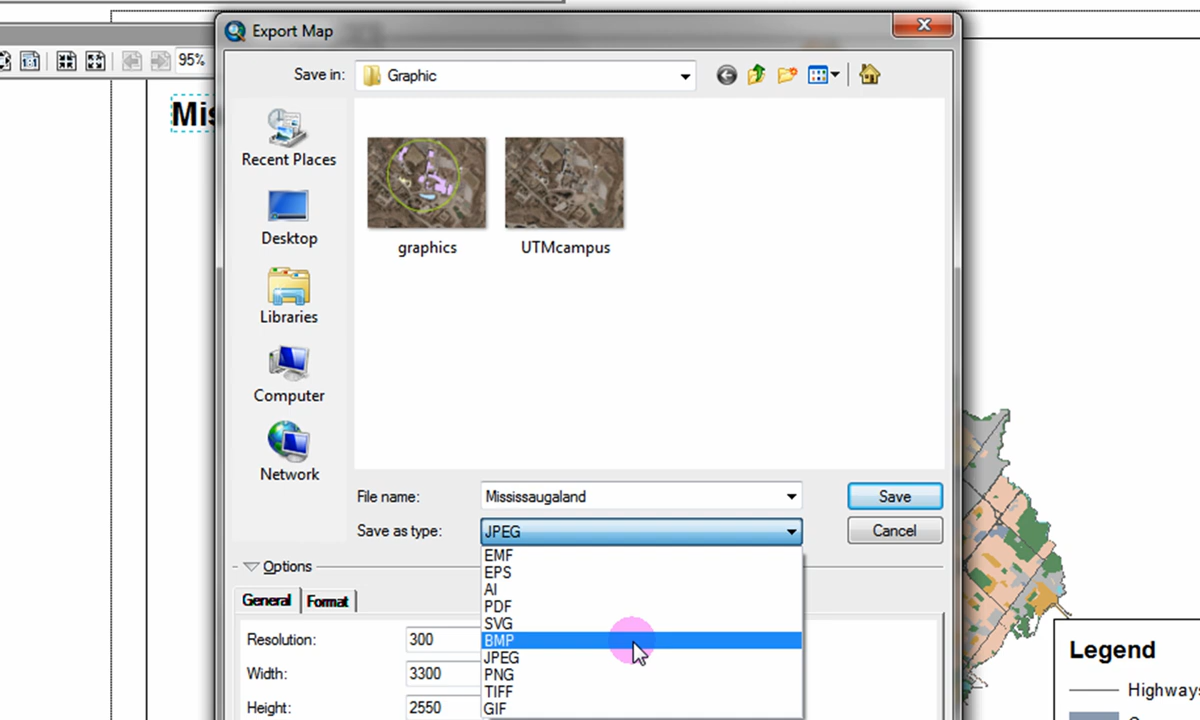 Export Map
95%
Save in:
Graphic
Mis
Recent Places
graphics
UTMcampus
Desktop
Libraries
Computer
Network
File name:
Mississaugaland
Save
Save as type:
JPEG
Cancel
EMF
Options
EPS
AI
General
Format
PDF
SVG
Resolution:
300
BMP
JPEG
Legend
Width:
3300
PNG
TIFF
Highways
Height:
2550
GIF